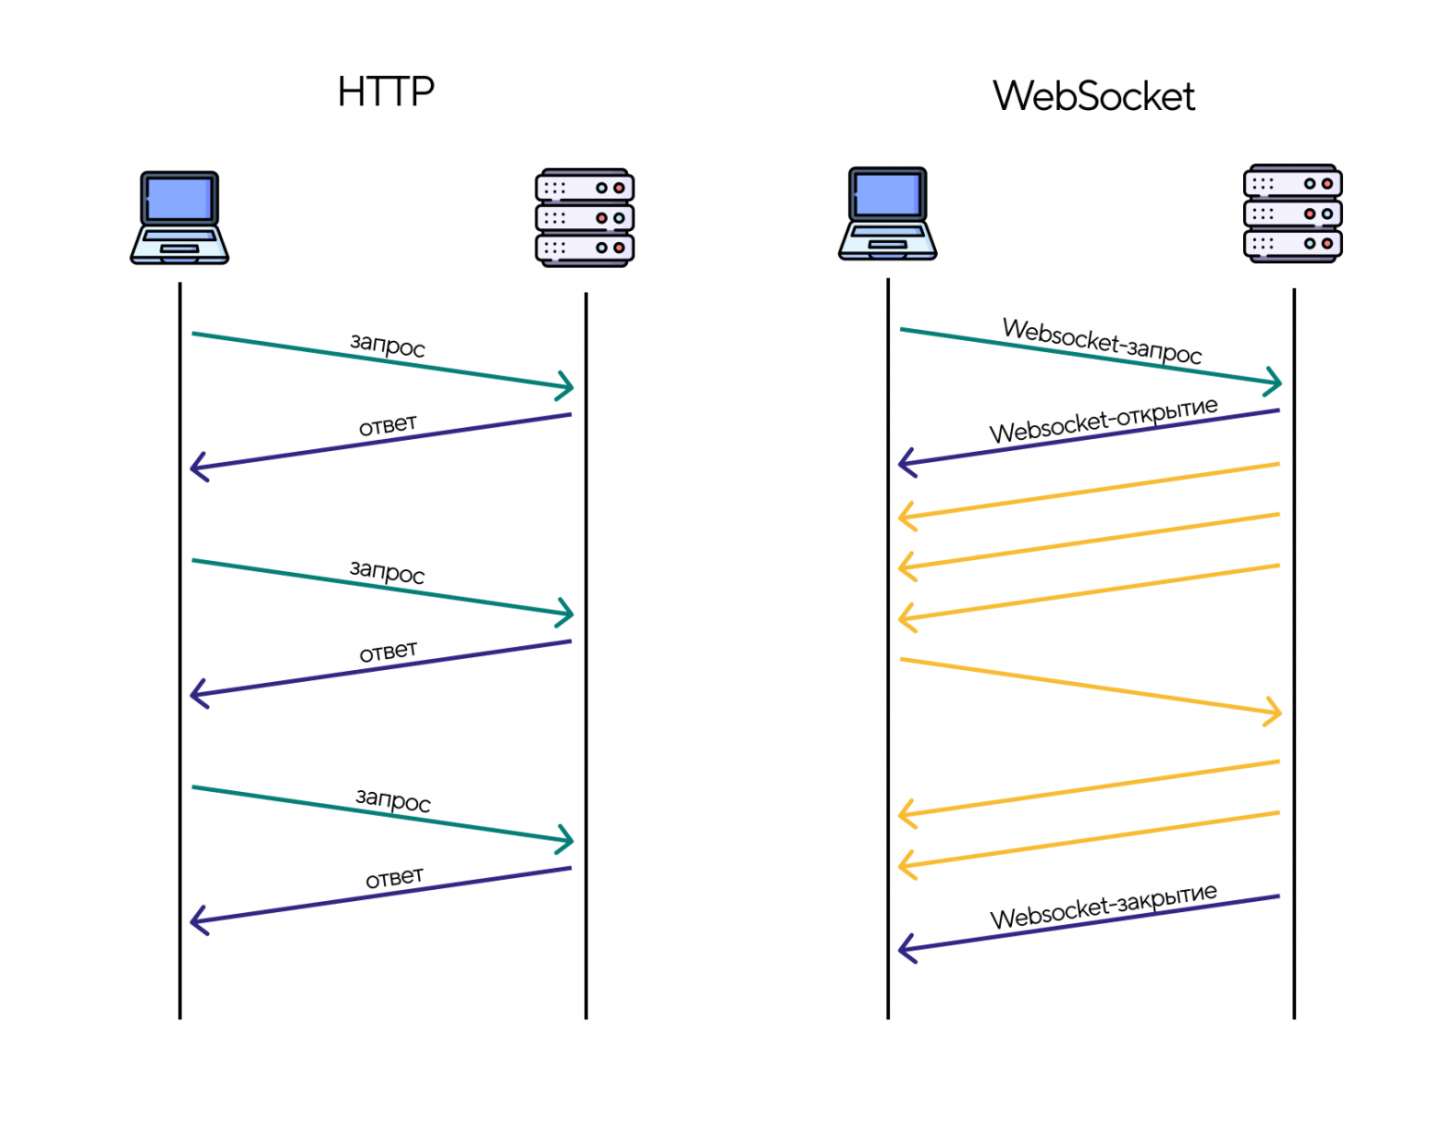 HTTP
запрос
ответ
запрос
ответ
запрос
ответ
WebSocket
Websocket-запрос
Websocket-открытие
Websocket-закрытие